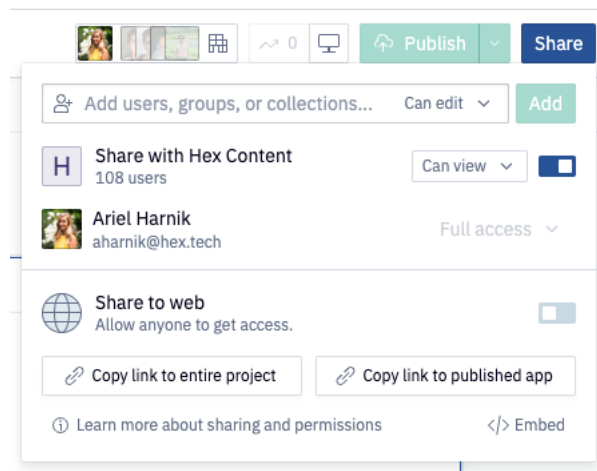 0 Publish Share
Add users, groups, or collections... Can edit Add
H Share with Hex Content Can view
108 users
Ariel Harnik
aharnik@hex.tech Full access
Share to web
Allow anyone to get access.
Copy link to entire project Copy link to published app
Learn more about sharing and permissions </> Embed